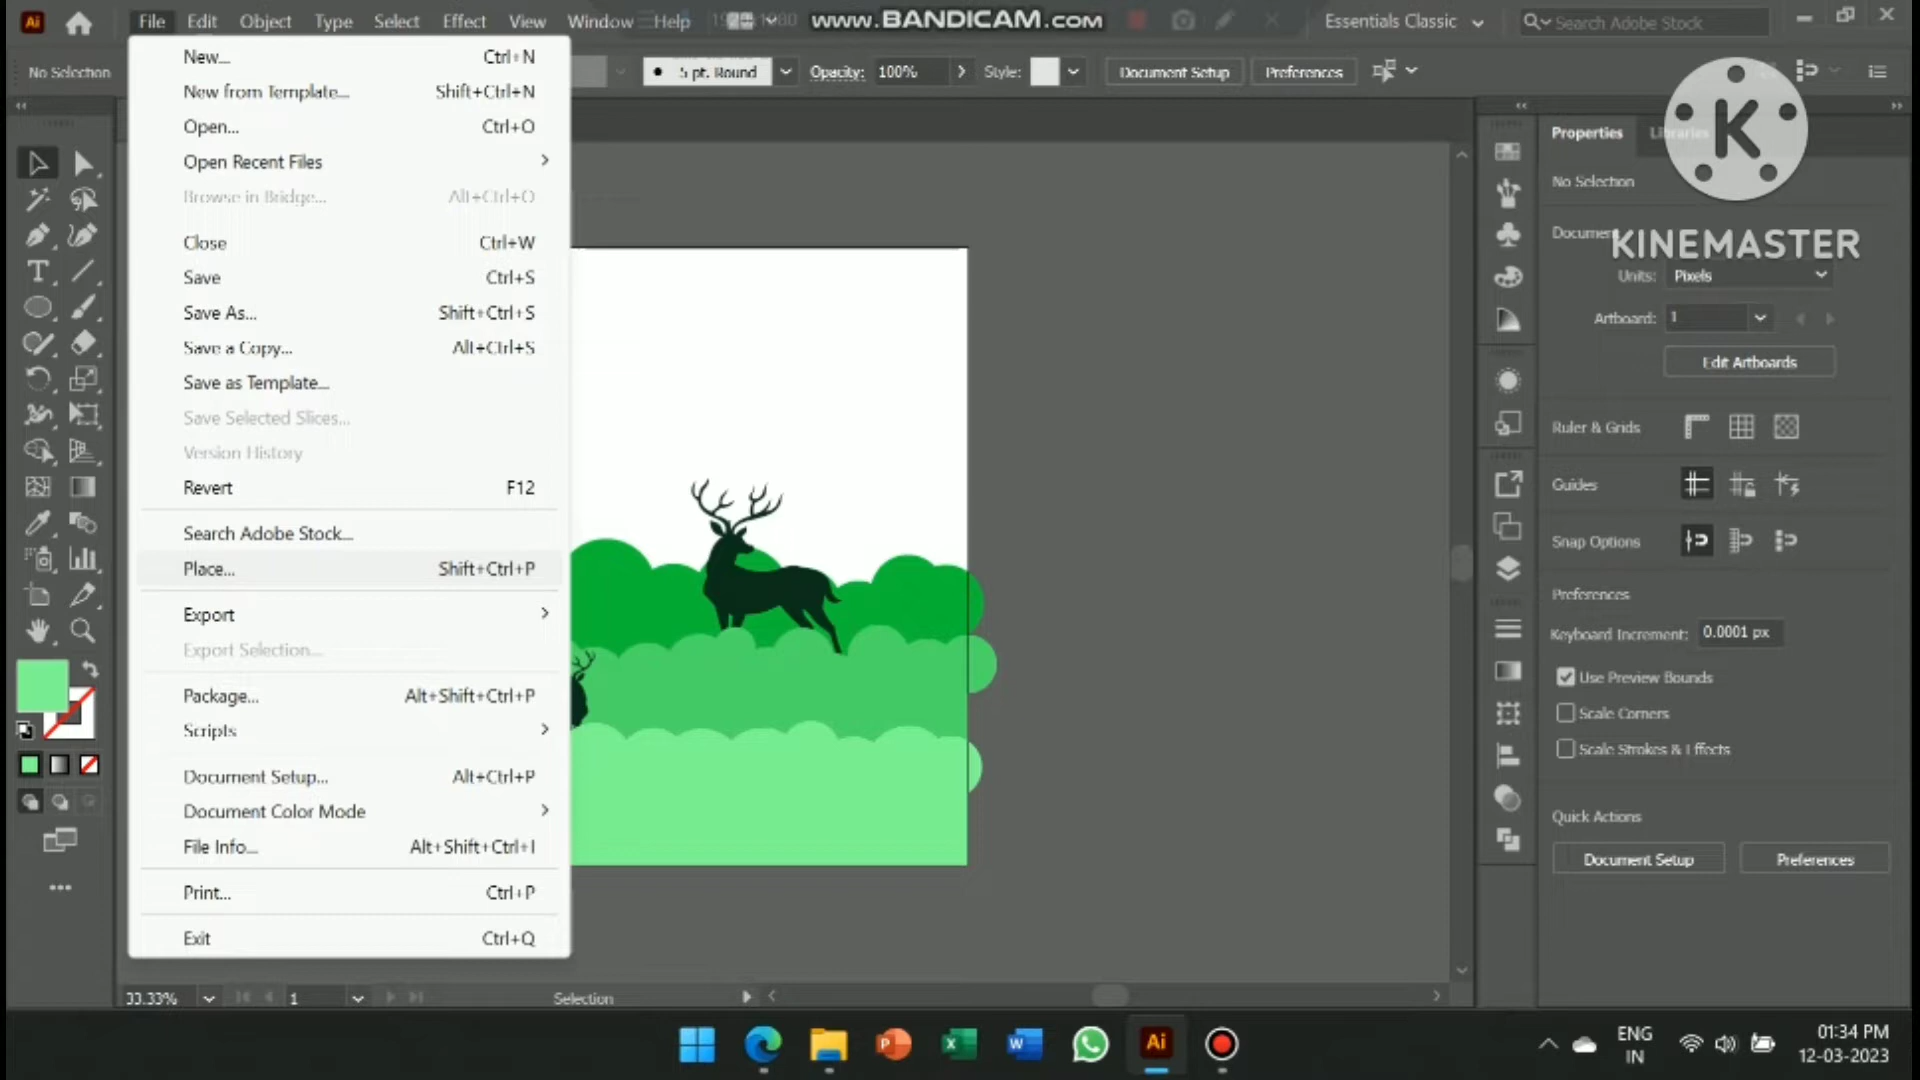 File Edit Object Type Select Effect View Window Help www.BANDICAM.com Essentials Classic Search Adobe Stock
No Selection 5 pt. Round Opacity: 100% Style: Document Setup Preferences
New... Ctrl+N
New from Template... Shift+Ctrl+N
Open... Ctrl+O
Open Recent Files
Browse in Bridge... Alt+Ctrl+O
Close Ctrl+W
Save Ctrl+S
Save As... Shift+Ctrl+S
Save a Copy... Alt+Ctrl+S
Save as Template...
Save Selected Slices...
Version History
Revert F12
Search Adobe Stock...
Place... Shift+Ctrl+P
Export
Export Selection...
Package... Alt+Shift+Ctrl+P
Scripts
Document Setup... Alt+Ctrl+P
Document Color Mode
File Info... Alt+Shift+Ctrl+I
Print... Ctrl+P
Exit Ctrl+Q
Properties Libraries
No Selection
Document
KINEMASTER
Units: Pixels
Artboard: 1
Edit Artboards
Ruler & Grids
Guides
Snap Options
Preferences
Keyboard Increment: 0.0001 px
Use Preview Bounds
Scale Corners
Scale Strokes & Effects
Quick Actions
Document Setup Preferences
33.33% 1 Selection
ENG
IN
01:34 PM
12-03-2023